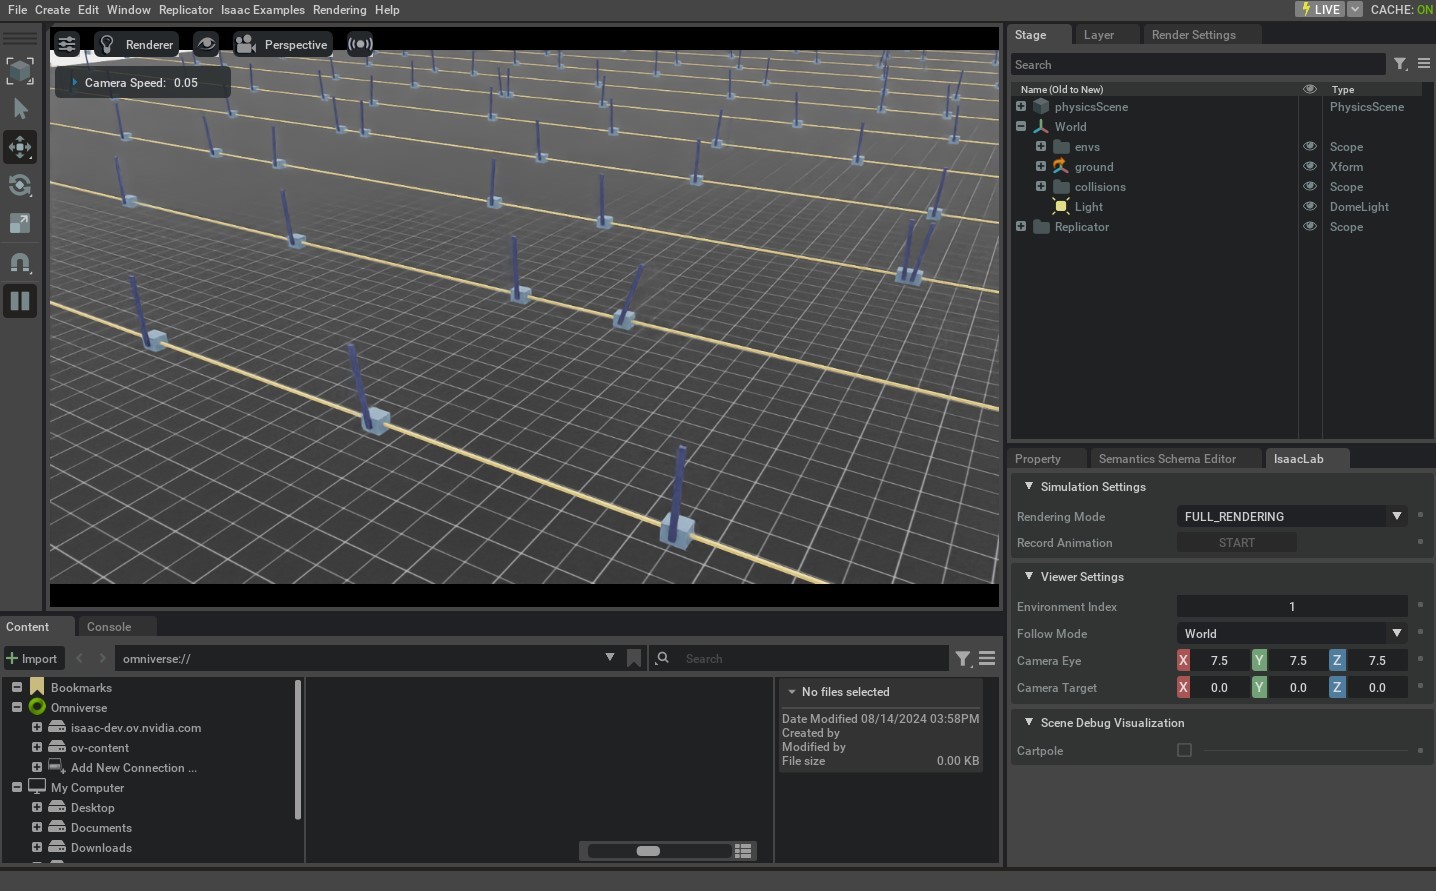 File Create Edit Window Replicator Isaac Examples Rendering Help
LIVE CACHE: ON
Renderer Perspective
Camera Speed: 0.05
Stage Layer Render Settings
Search
Name (Old to New) Type
physicsScene PhysicsScene
World
envs Scope
ground Xform
collisions Scope
Light DomeLight
Replicator Scope
Property Semantics Schema Editor IsaacLab
Simulation Settings
Rendering Mode FULL_RENDERING
Record Animation START
Viewer Settings
Environment Index 1
Follow Mode World
Camera Eye X 7.5 Y 7.5 Z 7.5
Camera Target X 0.0 Y 0.0 Z 0.0
Scene Debug Visualization
Cartpole
Content Console
Import omniverse:// Search
Bookmarks
Omniverse
isaac-dev.ov.nvidia.com
ov-content
Add New Connection ...
My Computer
Desktop
Documents
Downloads
No files selected
Date Modified 08/14/2024 03:58PM
Created by
Modified by
File size 0.00 KB